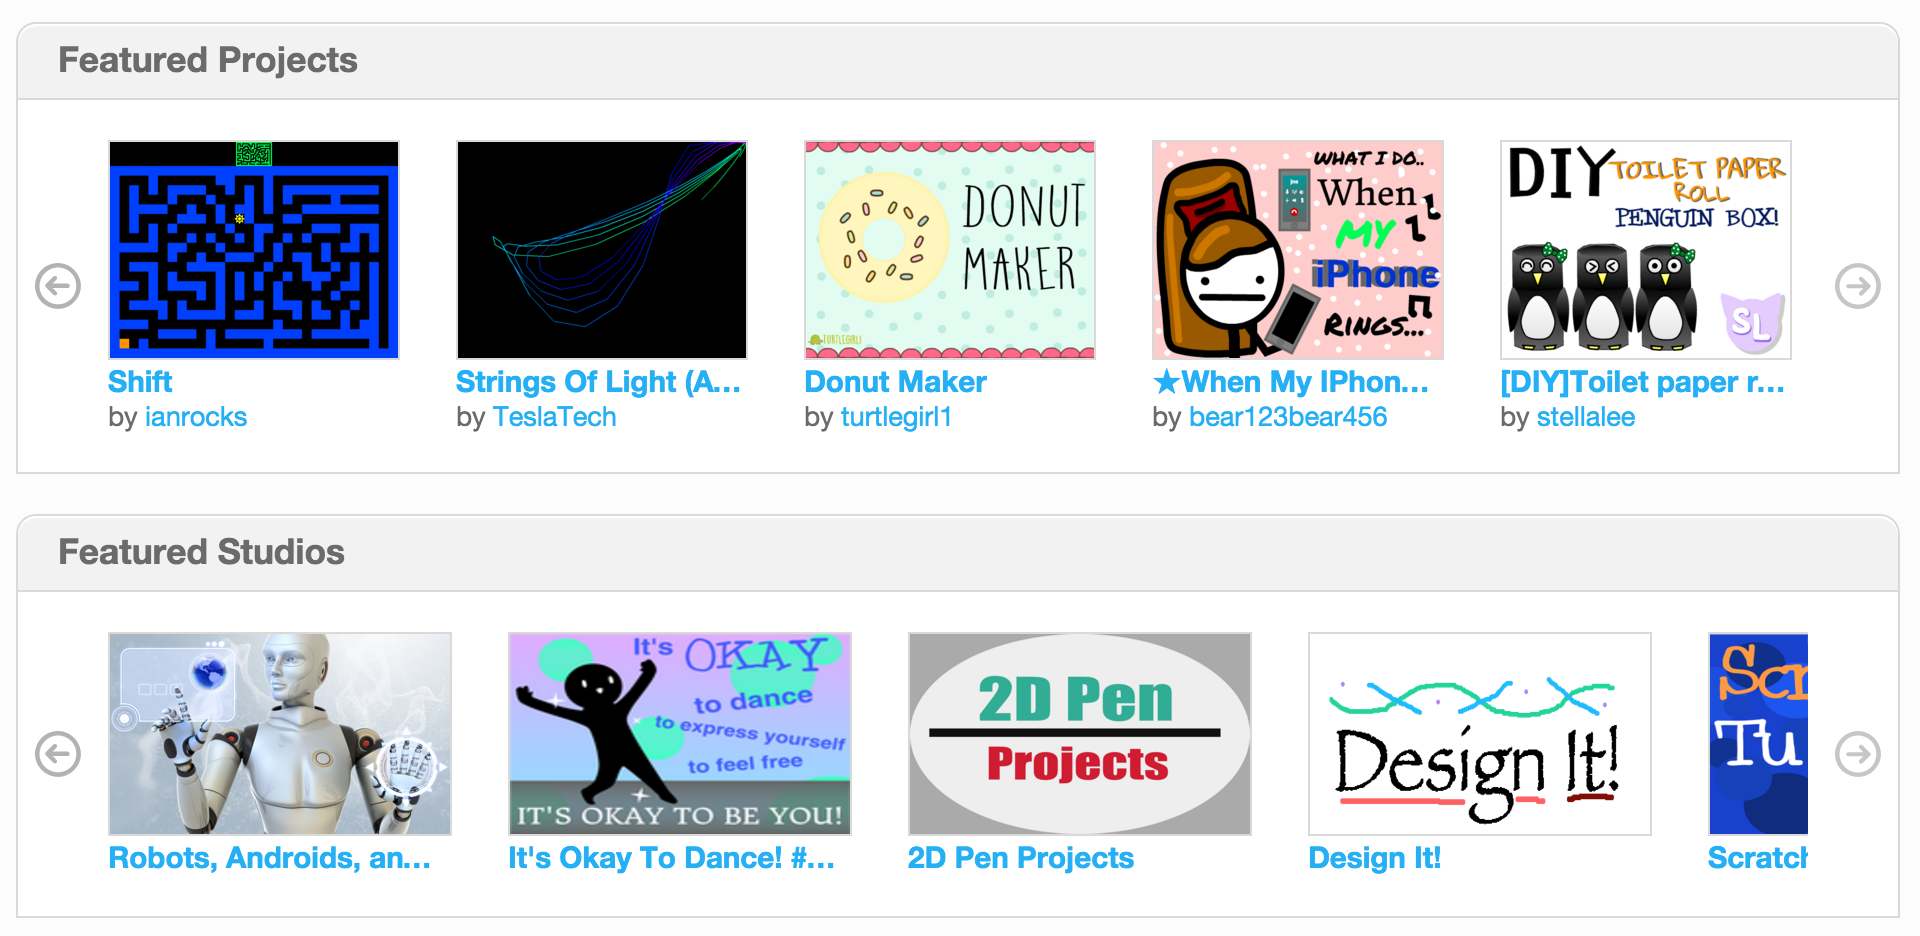 Featured Projects
DONUT
MAKER
TURTLEGIRL1
WHAT I DO..
When
MY
iPhone
RINGS...
DIY TOILET PAPER
ROLL
PENGUIN BOX!
SL
Shift
by ianrocks
Strings Of Light (A...
by TeslaTech
Donut Maker
by turtlegirl1
★When My IPhon...
by bear123bear456
[DIY]Toilet paper r...
by stellalee
Featured Studios
It's OKAY
to dance
to express yourself
to feel free
IT'S OKAY TO BE YOU!
2D Pen
Projects
Design It!
Scr
Tu
Robots, Androids, an...
It's Okay To Dance! #...
2D Pen Projects
Design It!
Scratch